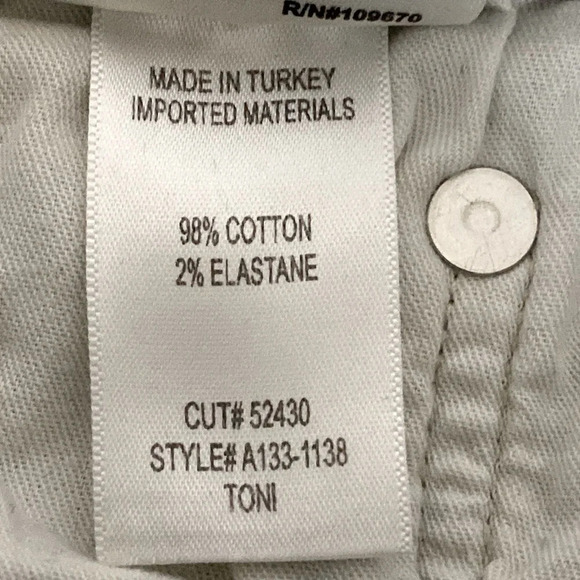 R/N#109670
MADE IN TURKEY
IMPORTED MATERIALS
98% COTTON
2% ELASTANE
CUT# 52430
STYLE# A133-1138
TONI